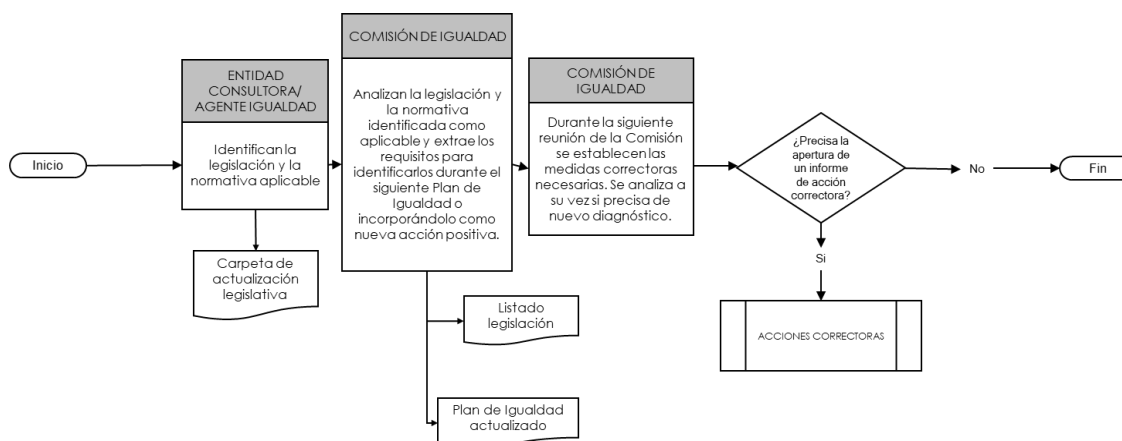 Inicio
ENTIDAD
CONSULTORA/
AGENTE IGUALDAD
Identifican la
legislación y la
normativa aplicable
Carpeta de
actualización
legislativa
COMISIÓN DE IGUALDAD
Analizan la legislación y
la normativa
identificada como
aplicable y extrae los
requisitos para
identificarlos durante el
siguiente Plan de
Igualdad o
incorporándolo como
nueva acción positiva.
Listado
legislación
Plan de Igualdad
actualizado
COMISIÓN DE
IGUALDAD
Durante la siguiente
reunión de la Comisión
se establecen las
medidas correctoras
necesarias. Se analiza a
su vez si precisa de
nuevo diagnóstico.
¿Precisa la
apertura de
un informe
de acción
correctora?
No
Fin
Si
ACCIONES CORRECTORAS